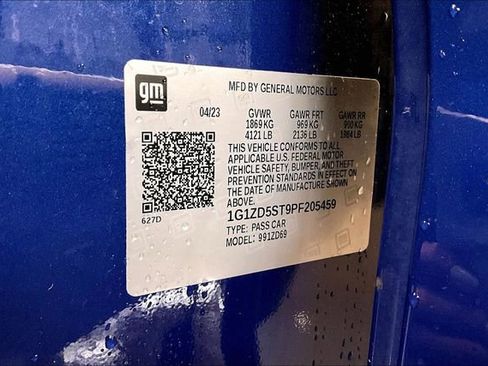 gm
MFD BY GENERAL MOTORS LLC
04/23 GVWR GAWR FRT GAWR RR
1869 KG 969 KG 900 KG
4121 LB 2136 LB 1984 LB
THIS VEHICLE CONFORMS TO ALL
APPLICABLE U.S. FEDERAL MOTOR
VEHICLE SAFETY, BUMPER, AND THEFT
PREVENTION STANDARDS IN EFFECT ON
THE DATE OF MANUFACTURE SHOWN
ABOVE.
627D
1G1ZD5ST9PF205459
TYPE: PASS CAR
MODEL: 991ZD69